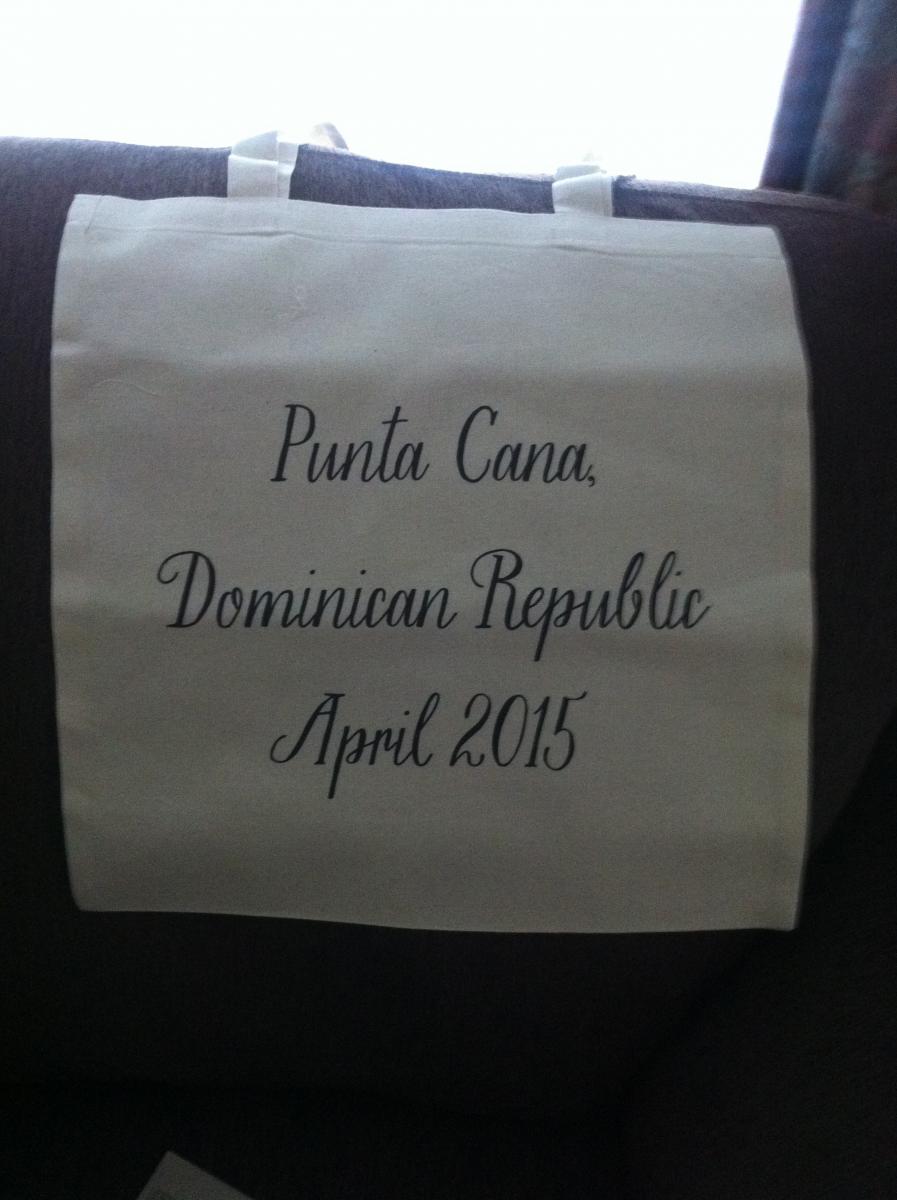 Punta Cana,
Dominican Republic
April 2015